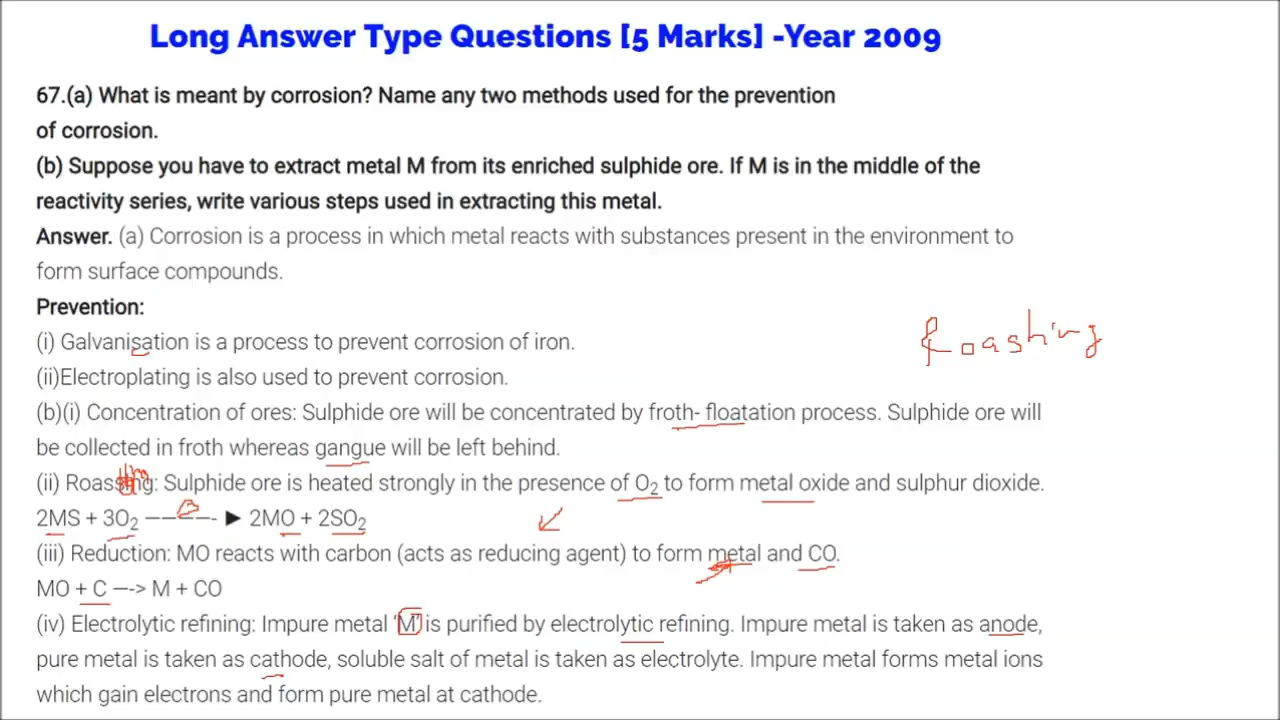 Long Answer Type Questions [5 Marks] -Year 2009
67.(a) What is meant by corrosion? Name any two methods used for the prevention
of corrosion.
(b) Suppose you have to extract metal M from its enriched sulphide ore. If M is in the middle of the
reactivity series, write various steps used in extracting this metal.
Answer. (a) Corrosion is a process in which metal reacts with substances present in the environment to
form surface compounds.
Prevention:
(i) Galvanisation is a process to prevent corrosion of iron.
Roashing
(ii)Electroplating is also used to prevent corrosion.
(b)(i) Concentration of ores: Sulphide ore will be concentrated by froth- floatation process. Sulphide ore will
be collected in froth whereas gangue will be left behind.
(ii) Roassing: Sulphide ore is heated strongly in the presence of O₂ to form metal oxide and sulphur dioxide.
2MS + 3O₂ ————- ► 2MO + 2SO₂
(iii) Reduction: MO reacts with carbon (acts as reducing agent) to form metal and CO.
MO + C —-> M + CO
(iv) Electrolytic refining: Impure metal ‘M’ is purified by electrolytic refining. Impure metal is taken as anode,
pure metal is taken as cathode, soluble salt of metal is taken as electrolyte. Impure metal forms metal ions
which gain electrons and form pure metal at cathode.